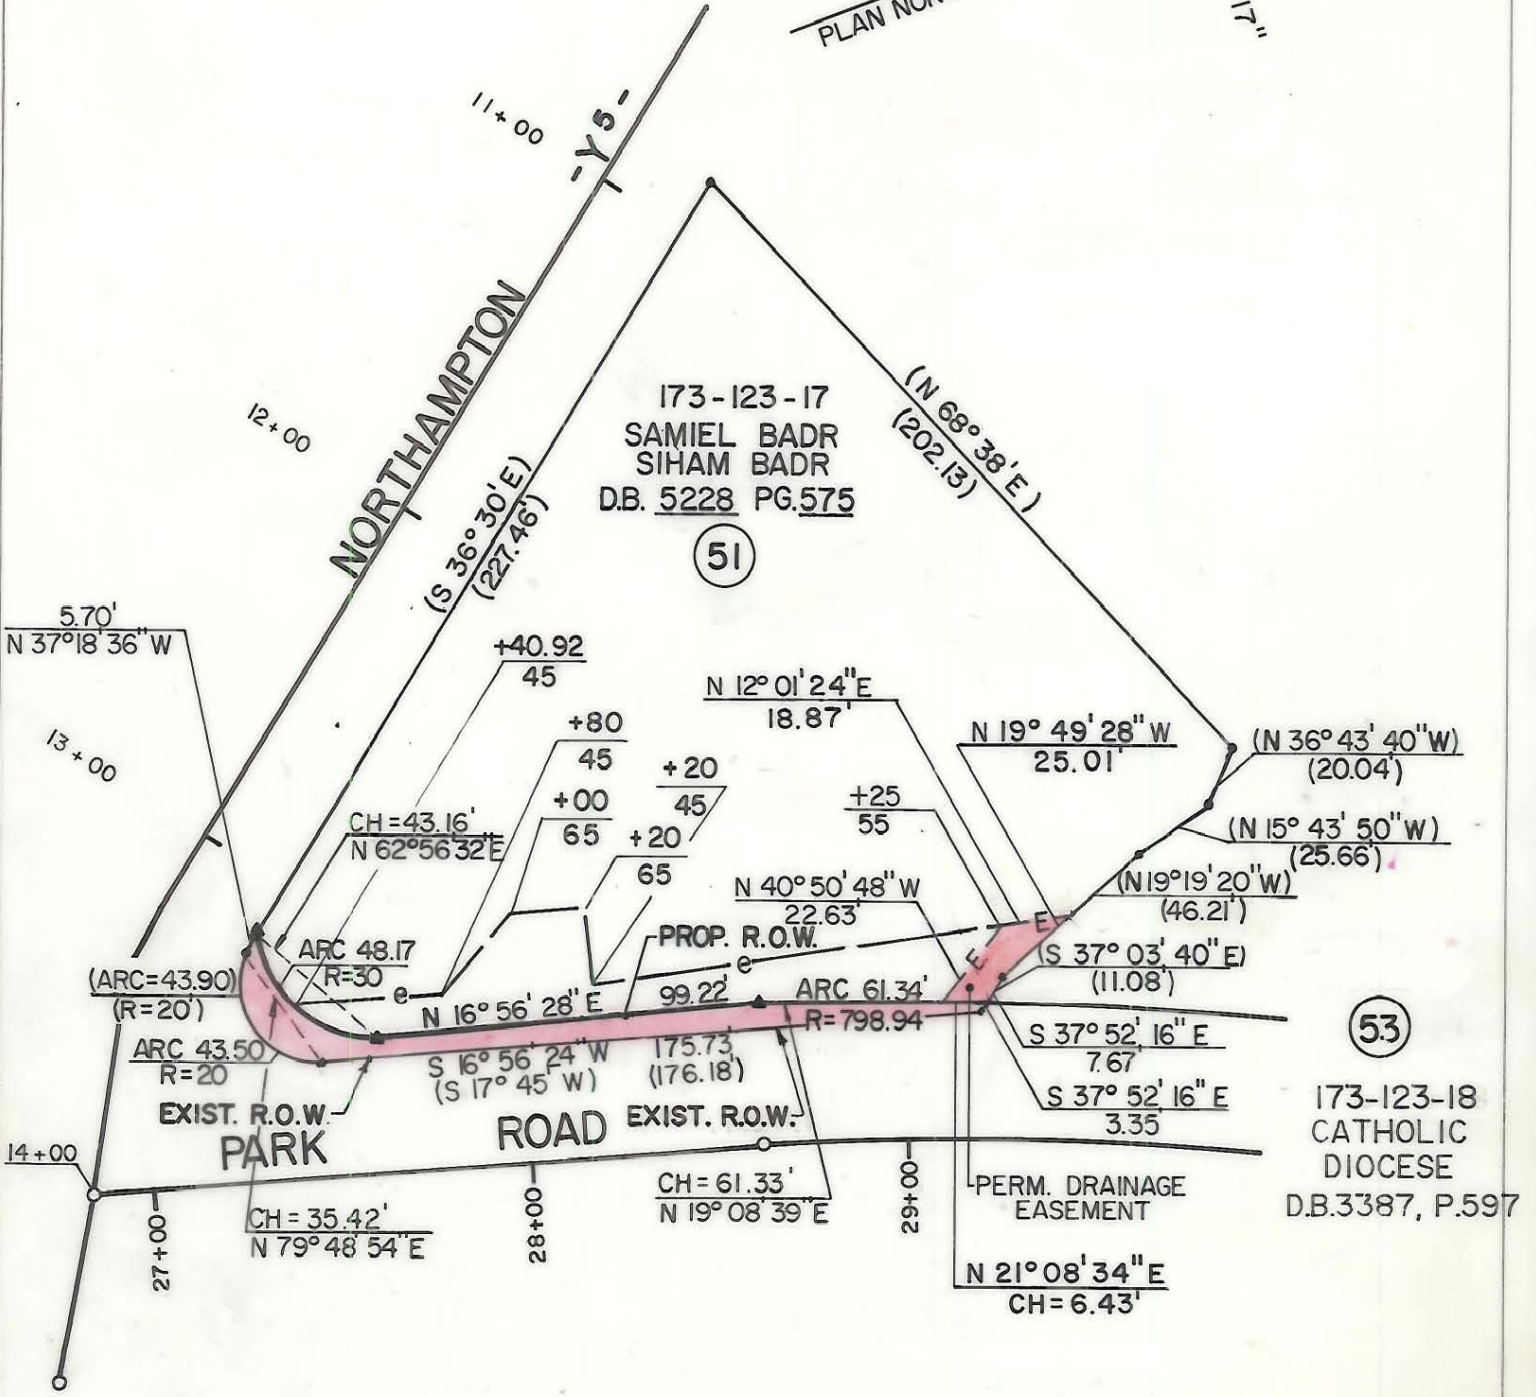 PLAN
17"
11+00
-Y5-
NORTHAMPTON
12+00
13+00
(S 36° 30' E)
(227.46')
173-123-17
SAMIEL BADR
SIHAM BADR
D.B. 5228 PG.575
51
(N 68° 38' E)
(202.13)
5.70'
N 37°18'36" W
+40.92
45
+80
45
+00
65
+20
45
+20
65
N 12° 01' 24" E
18.87'
+25
55
N 19° 49' 28" W
25.01'
(N 36° 43' 40" W)
(20.04')
(N 15° 43' 50" W)
(25.66')
(N19°19'20"W)
(46.21')
CH=43.16'
N 62°56'32"E
N 40° 50' 48" W
22.63'
PROP. R.O.W.
E
E
e
e
ARC 48.17
R=30
(ARC=43.90)
(R=20')
(S 37° 03' 40" E)
(11.08')
N 16° 56' 28" E
99.22'
ARC 61.34'
R=798.94
53
S 37° 52' 16" E
7.67'
ARC 43.50
R=20
S 16° 56' 24" W
175.73'
(S 17° 45' W)
(176.18')
S 37° 52' 16" E
3.35
173-123-18
CATHOLIC
DIOCESE
D.B.3387, P.597
EXIST. R.O.W.
EXIST. R.O.W.
PARK ROAD
14+00
27+00
28+00
29+00
CH = 35.42'
N 79° 48' 54" E
CH = 61.33'
N 19° 08' 39" E
PERM. DRAINAGE
EASEMENT
N 21° 08' 34" E
CH = 6.43'